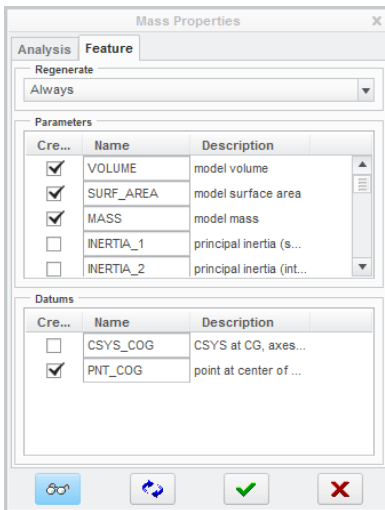 Mass Properties
Analysis Feature
Regenerate
Always
Parameters
Cre... Name Description
VOLUME model volume
SURF_AREA model surface area
MASS model mass
INERTIA_1 principal inertia (s...
INERTIA_2 principal inertia (int...
Datums
Cre... Name Description
CSYS_COG CSYS at CG, axes...
PNT_COG point at center of ...